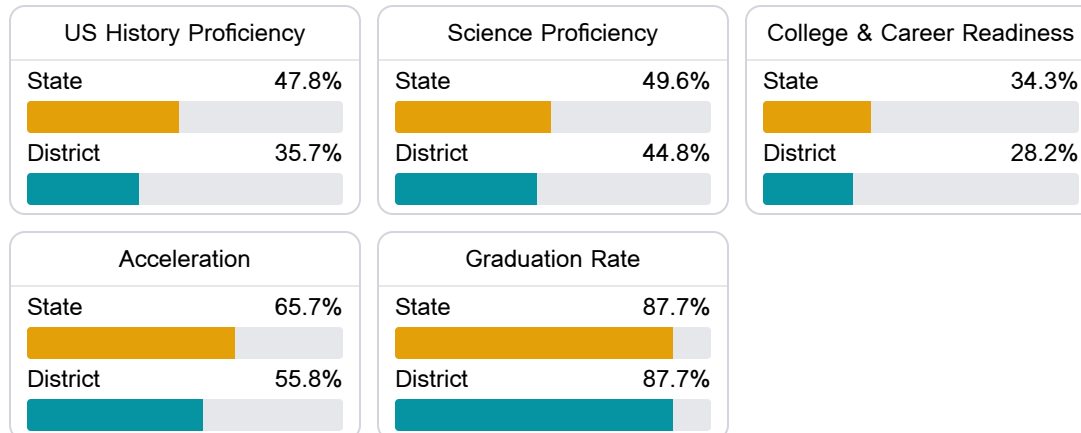 US History Proficiency
State 47.8%
District 35.7%
Science Proficiency
State 49.6%
District 44.8%
College & Career Readiness
State 34.3%
District 28.2%
Acceleration
State 65.7%
District 55.8%
Graduation Rate
State 87.7%
District 87.7%